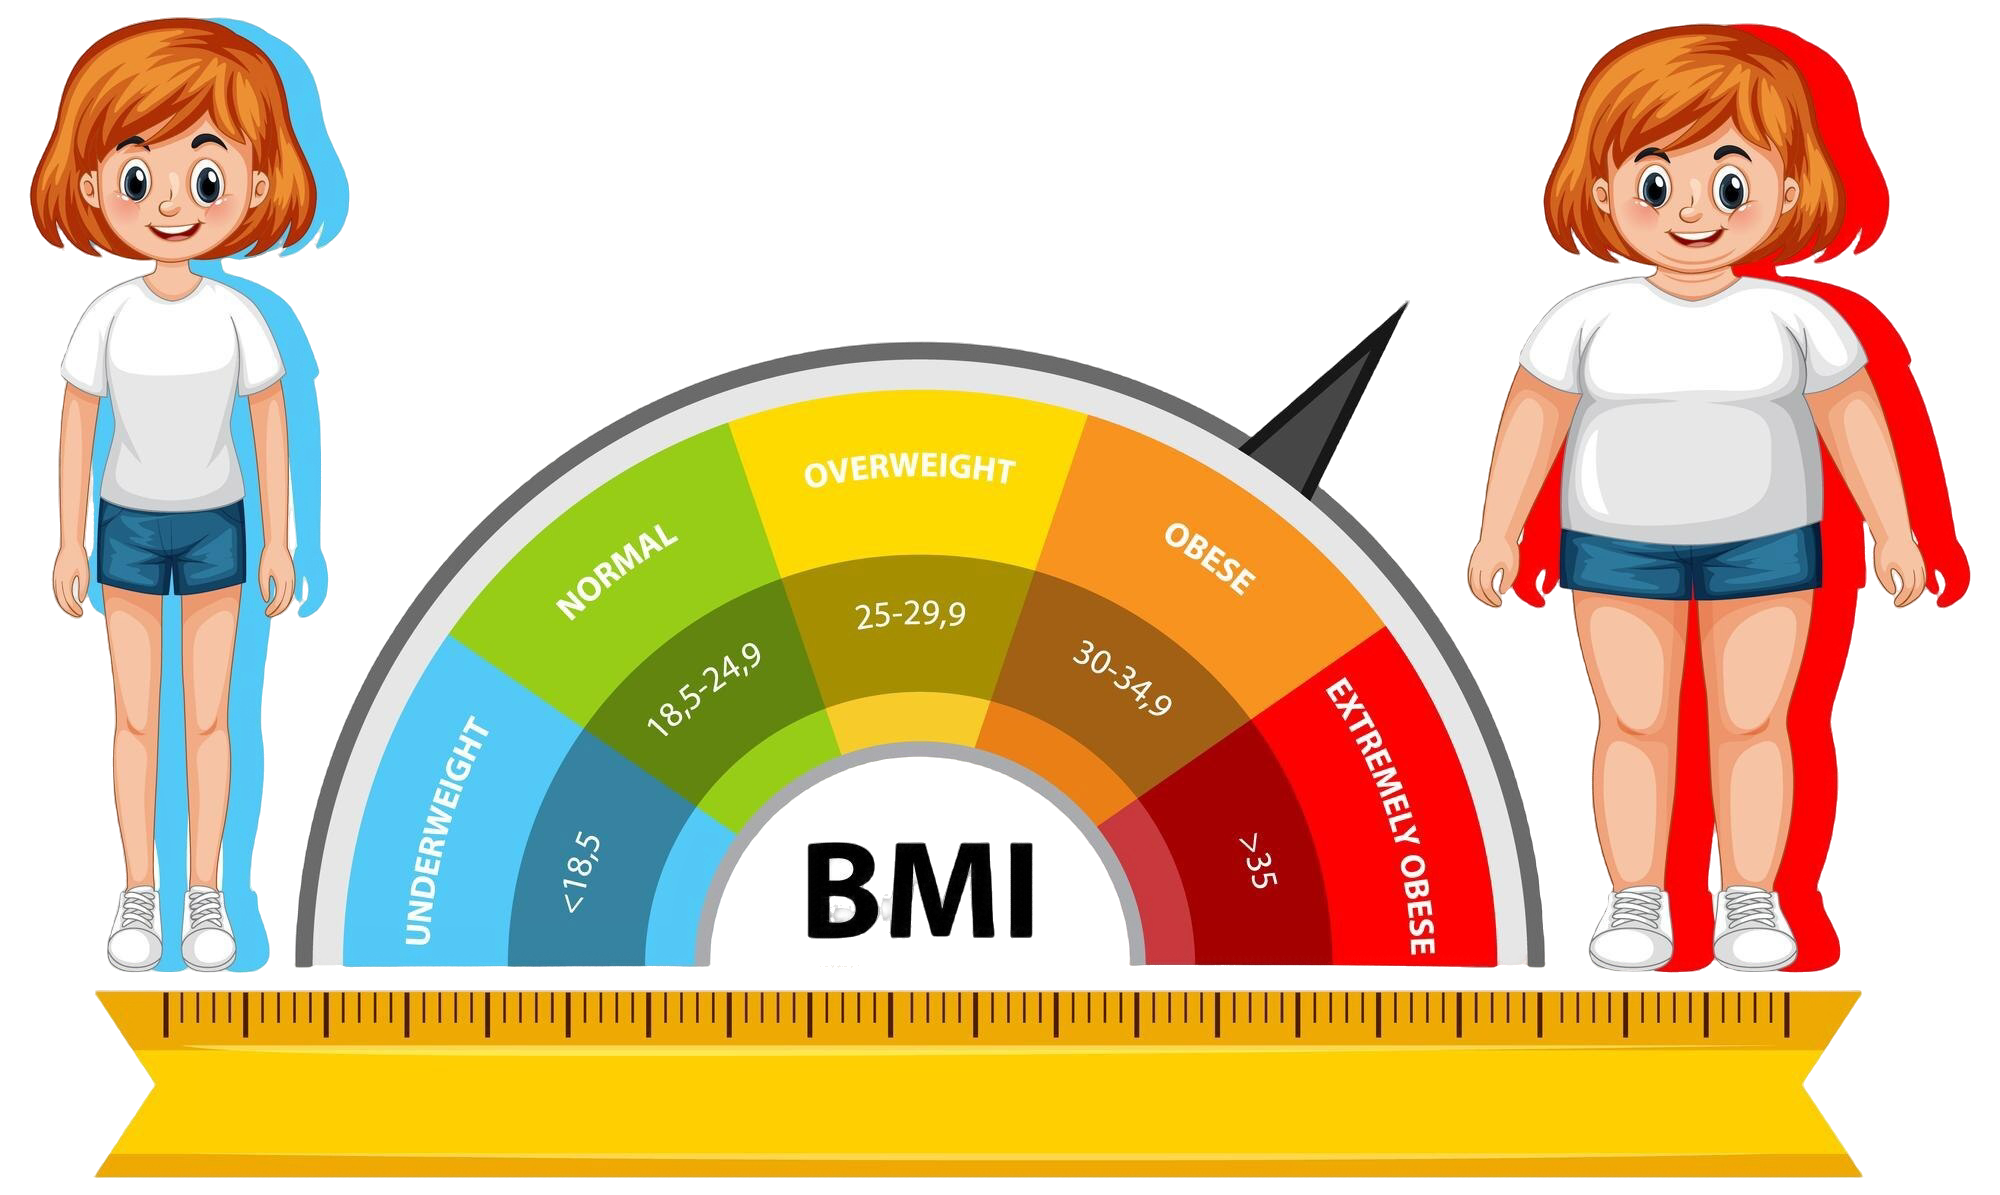 UNDERWEIGHT
<18,5
NORMAL
18,5-24,9
OVERWEIGHT
25-29,9
OBESE
30-34,9
EXTREMELY OBESE
>35
BMI